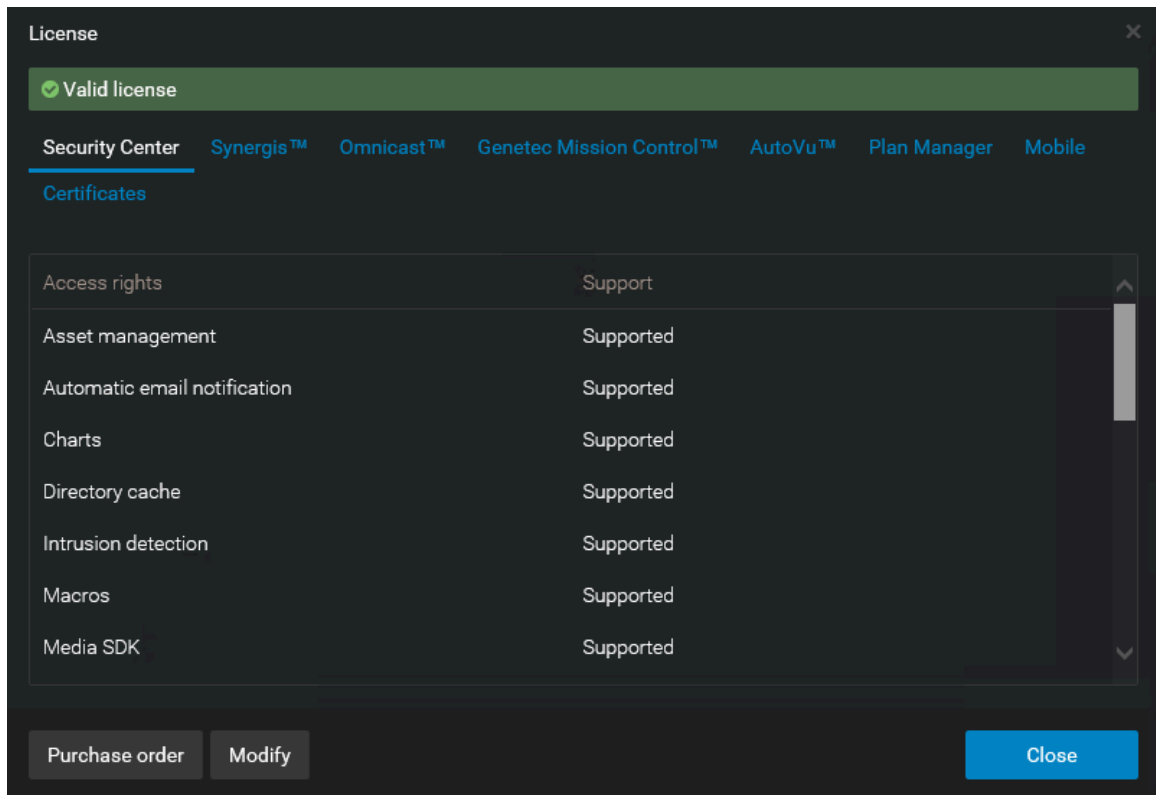 License
Valid license
Security Center Synergis™ Omnicast™ Genetec Mission Control™ AutoVu™ Plan Manager Mobile
Certificates
Access rights Support
Asset management Supported
Automatic email notification Supported
Charts Supported
Directory cache Supported
Intrusion detection Supported
Macros Supported
Media SDK Supported
Purchase order Modify Close